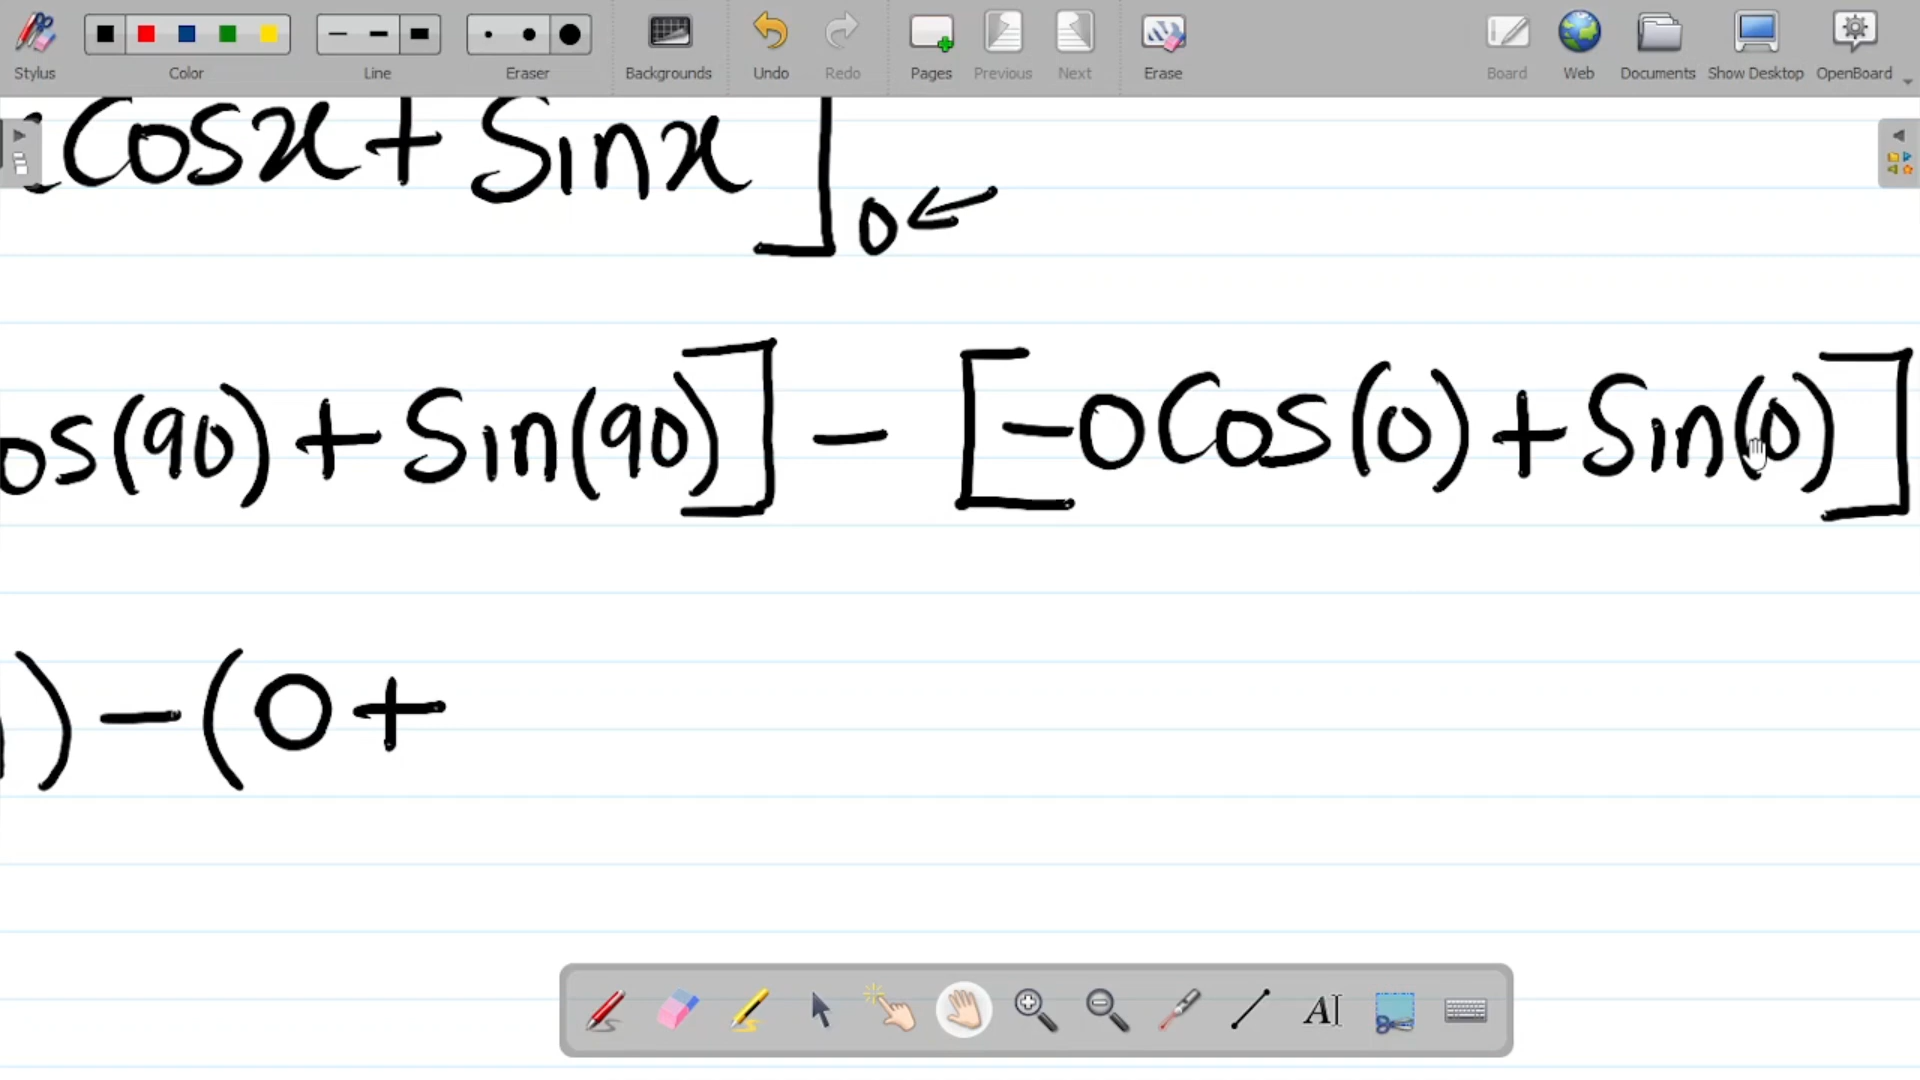 Stylus Color Line Eraser Backgrounds Undo Redo Pages Previous Next Erase Board Web Documents Show Desktop OpenBoard
Cosx + Sinx ]₀ ←
os(90) + Sin(90)] - [-0Cos(0) + Sin(0)]
) - (0 +
AI